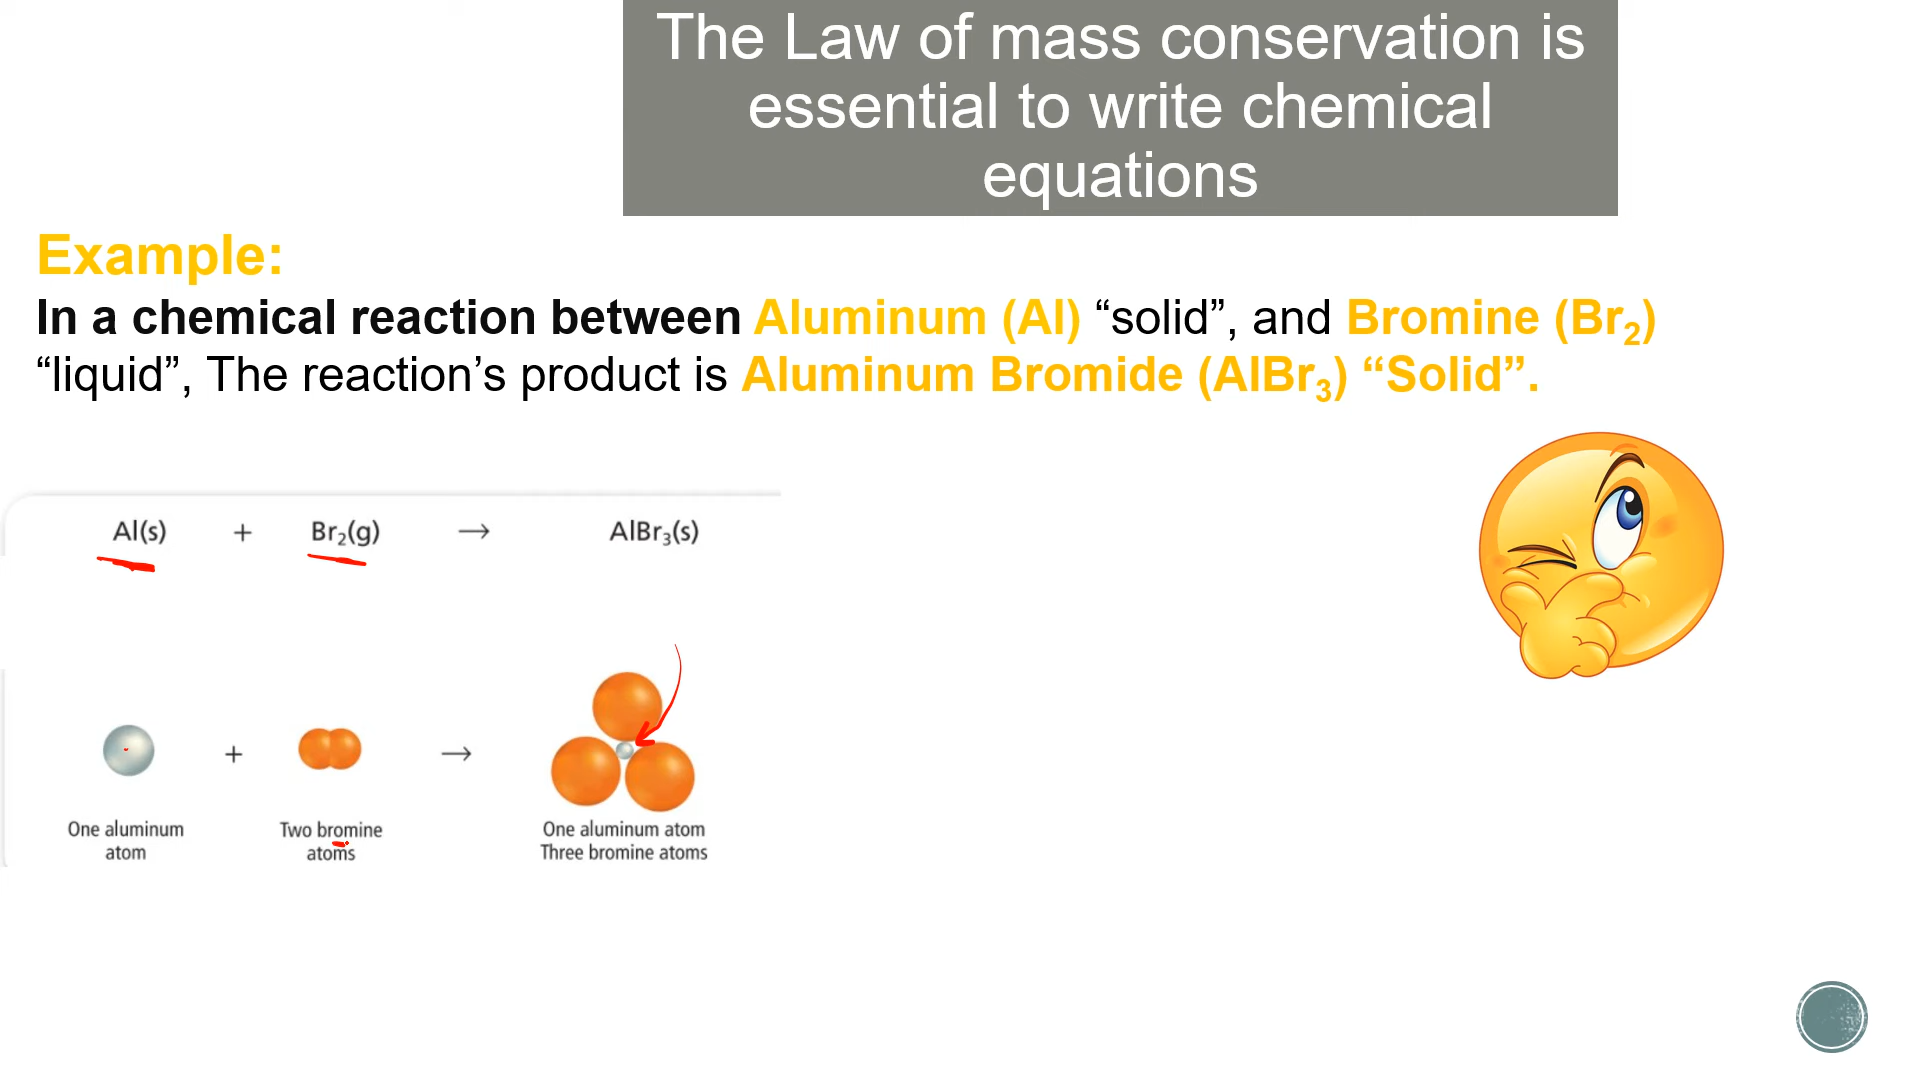 The Law of mass conservation is
essential to write chemical
equations
Example:
In a chemical reaction between Aluminum (Al) “solid”, and Bromine (Br₂)
“liquid”, The reaction’s product is Aluminum Bromide (AlBr₃) “Solid”.
Al(s) + Br₂(g) → AlBr₃(s)
+ →
One aluminum
atom
Two bromine
atoms
One aluminum atom
Three bromine atoms